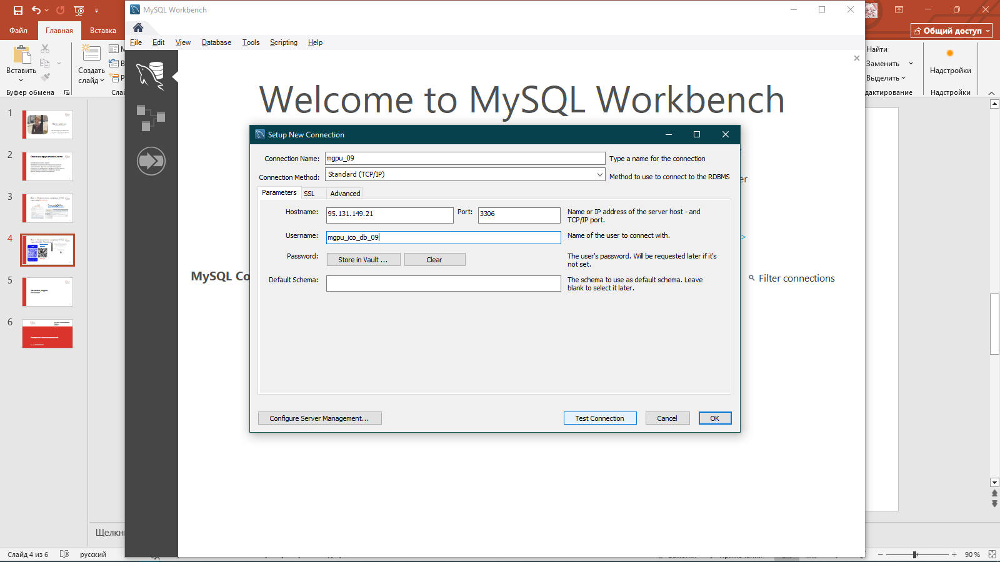 MySQL Workbench
Файл
Главная
Вставка
Общий доступ
File Edit View Database Tools Scripting Help
Вставить
Создать
слайд
Буфер обмена
Найти
Заменить
Выделить
Надстройки
Надстройки
Welcome to MySQL Workbench
Setup New Connection
Connection Name: mgpu_09 Type a name for the connection
Connection Method: Standard (TCP/IP) Method to use to connect to the RDBMS
Parameters SSL Advanced
Hostname: 95.131.149.21 Port: 3306 Name or IP address of the server host - and
TCP/IP port.
Username: mgpu_ico_db_09 Name of the user to connect with.
Password: Store in Vault ... Clear The user's password. Will be requested later if it's
not set.
Default Schema: The schema to use as default schema. Leave
blank to select it later.
Configure Server Management... Test Connection Cancel OK
MySQL Co
Filter connections
1
2
3
4
5
6
Слайд 4 из 6 русский
90 %